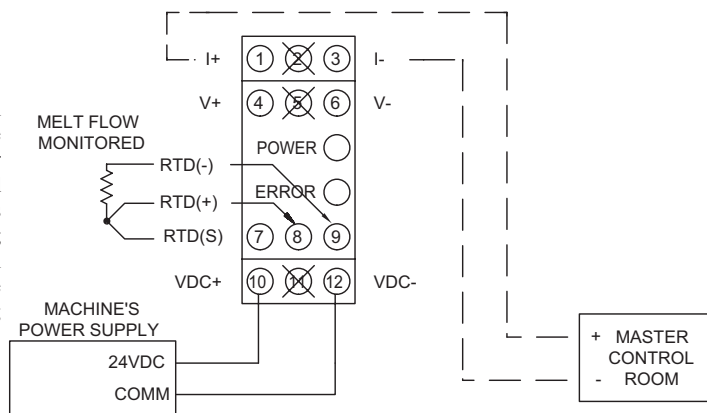 I+ 1 2 3 I-
V+ 4 5 6 V-
MELT FLOW
MONITORED
POWER
RTD(-)
ERROR
RTD(+)
RTD(S) 7 8 9
VDC+ 10 11 12 VDC-
MACHINE'S
POWER SUPPLY
24VDC
COMM
+ MASTER
CONTROL
- ROOM